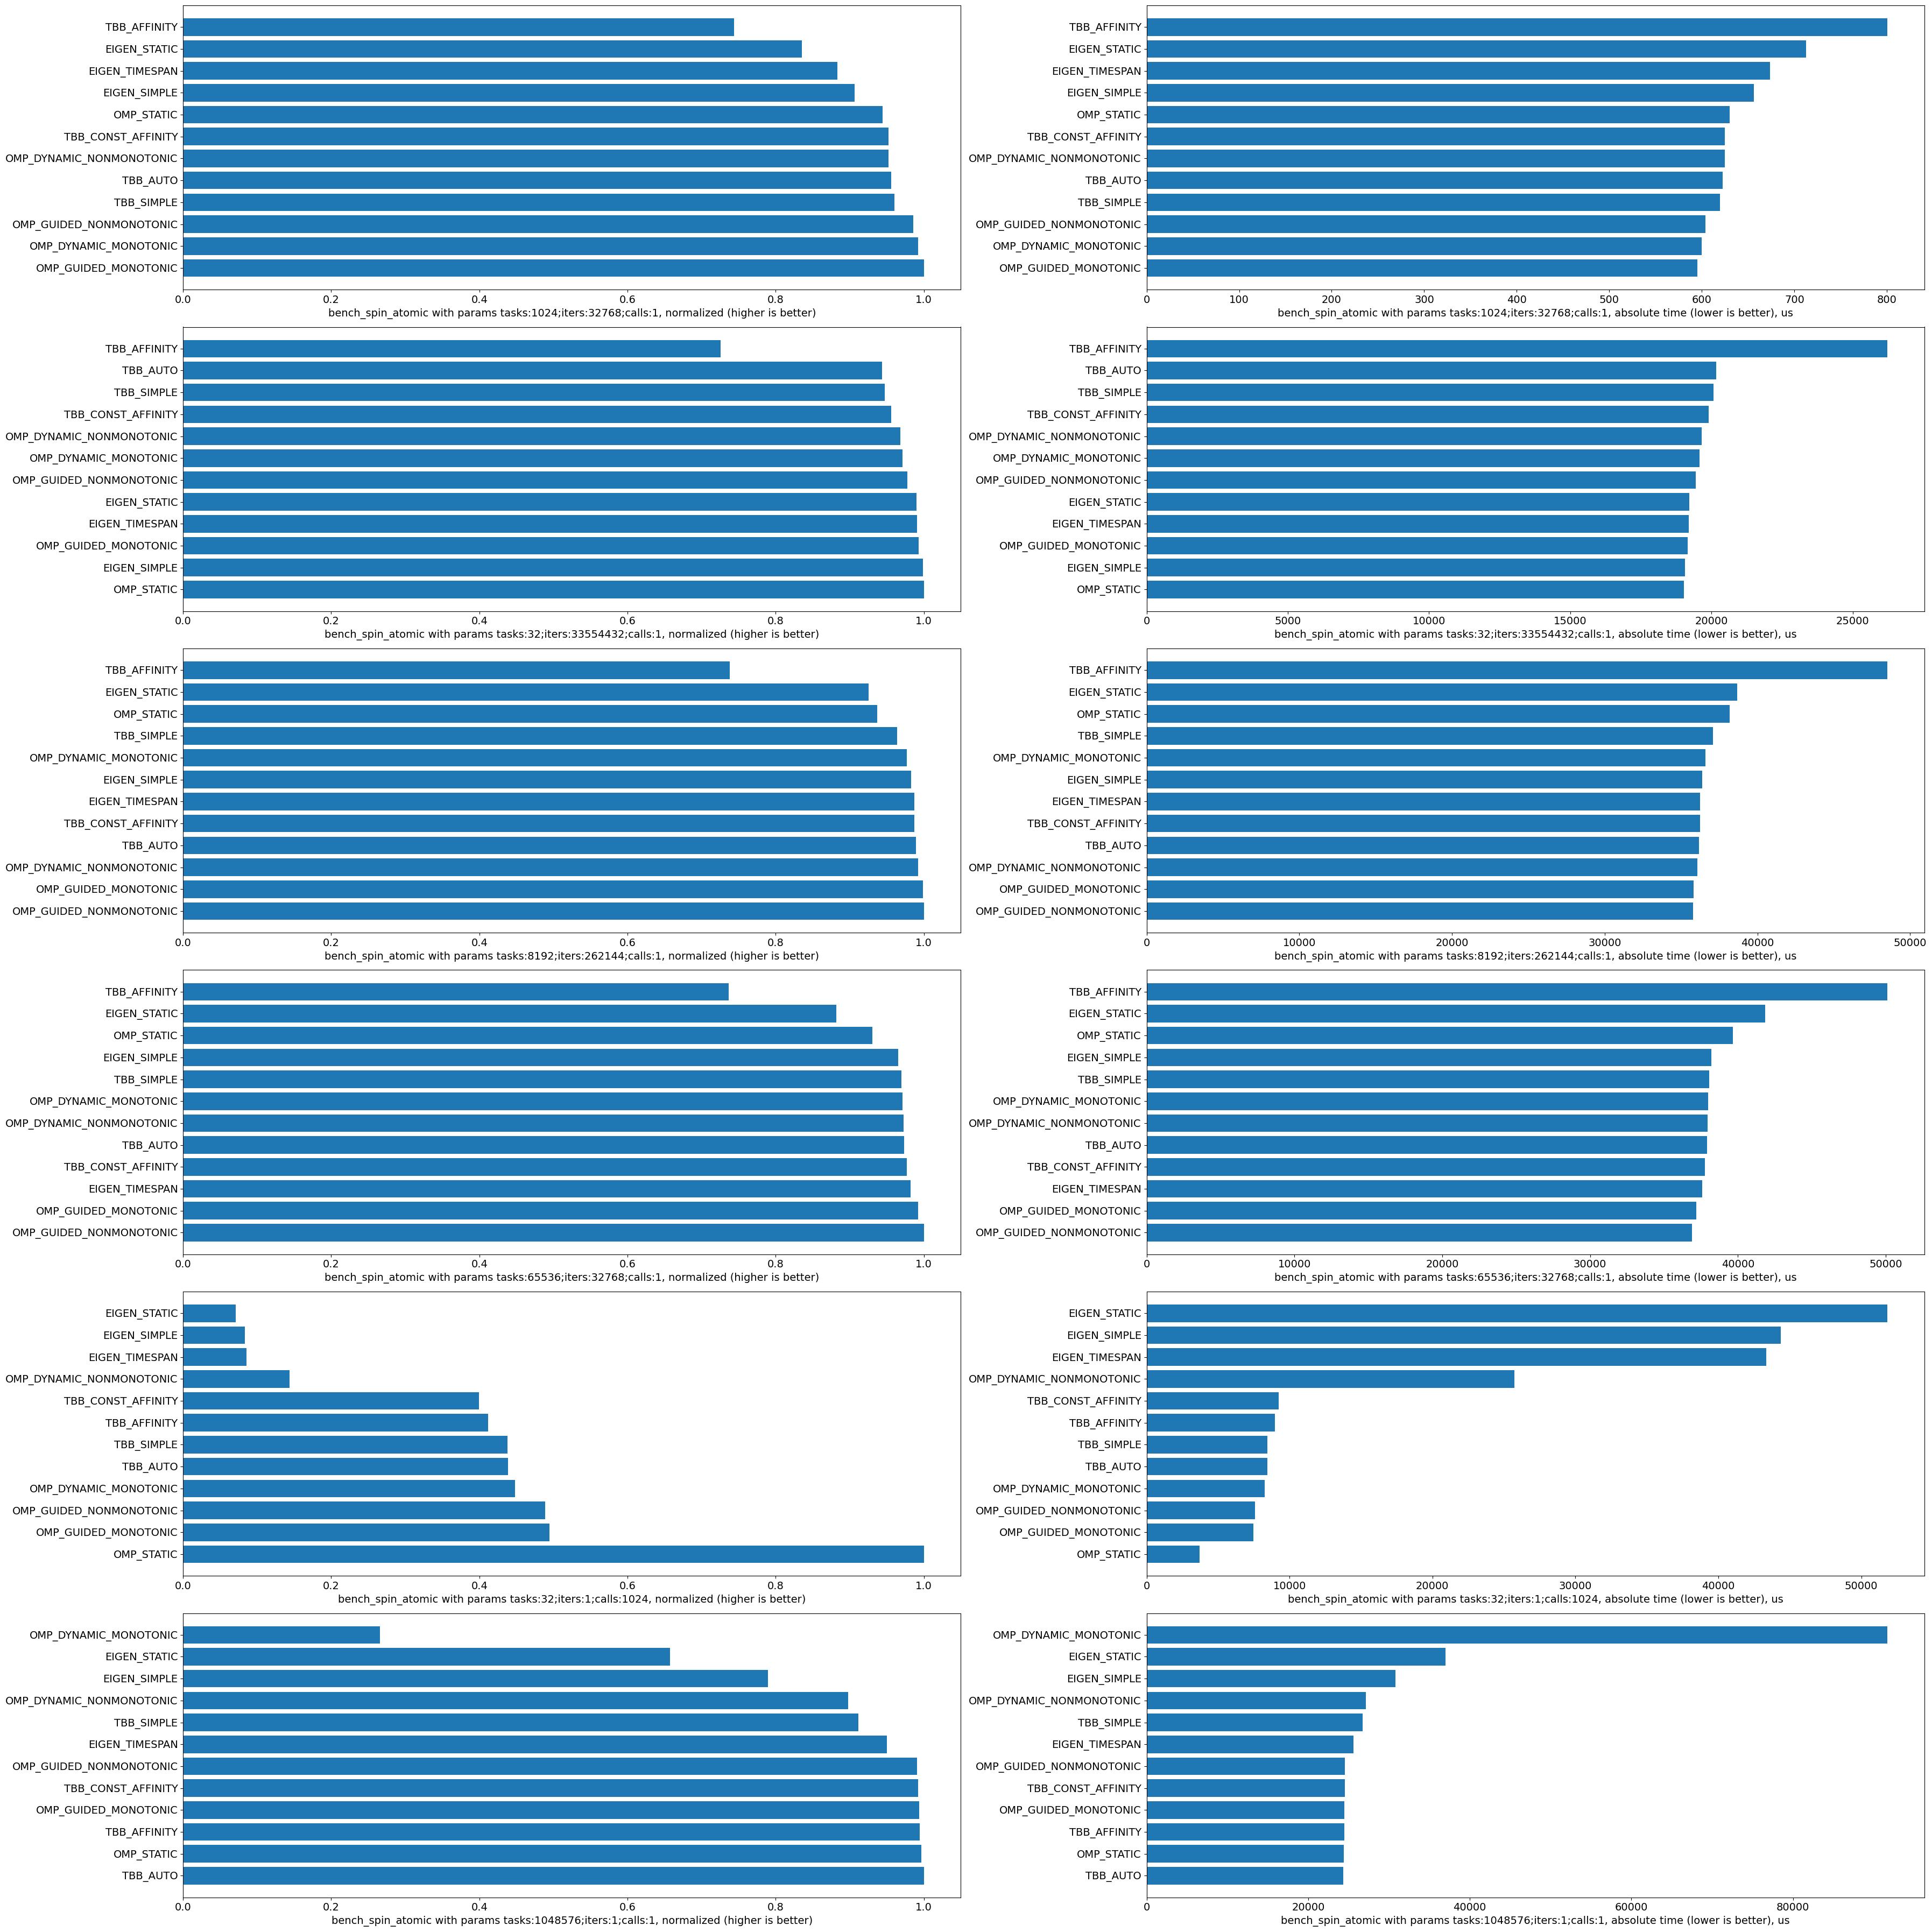 TBB_AFFINITY
EIGEN_STATIC
EIGEN_TIMESPAN
EIGEN_SIMPLE
OMP_STATIC
TBB_CONST_AFFINITY
OMP_DYNAMIC_NONMONOTONIC
TBB_AUTO
TBB_SIMPLE
OMP_GUIDED_NONMONOTONIC
OMP_DYNAMIC_MONOTONIC
OMP_GUIDED_MONOTONIC
0.0 0.2 0.4 0.6 0.8 1.0
bench_spin_atomic with params tasks:1024;iters:32768;calls:1, normalized (higher is better)
TBB_AFFINITY
EIGEN_STATIC
EIGEN_TIMESPAN
EIGEN_SIMPLE
OMP_STATIC
TBB_CONST_AFFINITY
OMP_DYNAMIC_NONMONOTONIC
TBB_AUTO
TBB_SIMPLE
OMP_GUIDED_NONMONOTONIC
OMP_DYNAMIC_MONOTONIC
OMP_GUIDED_MONOTONIC
0 100 200 300 400 500 600 700 800
bench_spin_atomic with params tasks:1024;iters:32768;calls:1, absolute time (lower is better), us
TBB_AFFINITY
TBB_AUTO
TBB_SIMPLE
TBB_CONST_AFFINITY
OMP_DYNAMIC_NONMONOTONIC
OMP_DYNAMIC_MONOTONIC
OMP_GUIDED_NONMONOTONIC
EIGEN_STATIC
EIGEN_TIMESPAN
OMP_GUIDED_MONOTONIC
EIGEN_SIMPLE
OMP_STATIC
0.0 0.2 0.4 0.6 0.8 1.0
bench_spin_atomic with params tasks:32;iters:33554432;calls:1, normalized (higher is better)
TBB_AFFINITY
TBB_AUTO
TBB_SIMPLE
TBB_CONST_AFFINITY
OMP_DYNAMIC_NONMONOTONIC
OMP_DYNAMIC_MONOTONIC
OMP_GUIDED_NONMONOTONIC
EIGEN_STATIC
EIGEN_TIMESPAN
OMP_GUIDED_MONOTONIC
EIGEN_SIMPLE
OMP_STATIC
0 5000 10000 15000 20000 25000
bench_spin_atomic with params tasks:32;iters:33554432;calls:1, absolute time (lower is better), us
TBB_AFFINITY
EIGEN_STATIC
OMP_STATIC
TBB_SIMPLE
OMP_DYNAMIC_MONOTONIC
EIGEN_SIMPLE
EIGEN_TIMESPAN
TBB_CONST_AFFINITY
TBB_AUTO
OMP_DYNAMIC_NONMONOTONIC
OMP_GUIDED_MONOTONIC
OMP_GUIDED_NONMONOTONIC
0.0 0.2 0.4 0.6 0.8 1.0
bench_spin_atomic with params tasks:8192;iters:262144;calls:1, normalized (higher is better)
TBB_AFFINITY
EIGEN_STATIC
OMP_STATIC
TBB_SIMPLE
OMP_DYNAMIC_MONOTONIC
EIGEN_SIMPLE
EIGEN_TIMESPAN
TBB_CONST_AFFINITY
TBB_AUTO
OMP_DYNAMIC_NONMONOTONIC
OMP_GUIDED_MONOTONIC
OMP_GUIDED_NONMONOTONIC
0 10000 20000 30000 40000 50000
bench_spin_atomic with params tasks:8192;iters:262144;calls:1, absolute time (lower is better), us
TBB_AFFINITY
EIGEN_STATIC
OMP_STATIC
EIGEN_SIMPLE
TBB_SIMPLE
OMP_DYNAMIC_MONOTONIC
OMP_DYNAMIC_NONMONOTONIC
TBB_AUTO
TBB_CONST_AFFINITY
EIGEN_TIMESPAN
OMP_GUIDED_MONOTONIC
OMP_GUIDED_NONMONOTONIC
0.0 0.2 0.4 0.6 0.8 1.0
bench_spin_atomic with params tasks:65536;iters:32768;calls:1, normalized (higher is better)
TBB_AFFINITY
EIGEN_STATIC
OMP_STATIC
EIGEN_SIMPLE
TBB_SIMPLE
OMP_DYNAMIC_MONOTONIC
OMP_DYNAMIC_NONMONOTONIC
TBB_AUTO
TBB_CONST_AFFINITY
EIGEN_TIMESPAN
OMP_GUIDED_MONOTONIC
OMP_GUIDED_NONMONOTONIC
0 10000 20000 30000 40000 50000
bench_spin_atomic with params tasks:65536;iters:32768;calls:1, absolute time (lower is better), us
EIGEN_STATIC
EIGEN_SIMPLE
EIGEN_TIMESPAN
OMP_DYNAMIC_NONMONOTONIC
TBB_CONST_AFFINITY
TBB_AFFINITY
TBB_SIMPLE
TBB_AUTO
OMP_DYNAMIC_MONOTONIC
OMP_GUIDED_NONMONOTONIC
OMP_GUIDED_MONOTONIC
OMP_STATIC
0.0 0.2 0.4 0.6 0.8 1.0
bench_spin_atomic with params tasks:32;iters:1;calls:1024, normalized (higher is better)
EIGEN_STATIC
EIGEN_SIMPLE
EIGEN_TIMESPAN
OMP_DYNAMIC_NONMONOTONIC
TBB_CONST_AFFINITY
TBB_AFFINITY
TBB_SIMPLE
TBB_AUTO
OMP_DYNAMIC_MONOTONIC
OMP_GUIDED_NONMONOTONIC
OMP_GUIDED_MONOTONIC
OMP_STATIC
0 10000 20000 30000 40000 50000
bench_spin_atomic with params tasks:32;iters:1;calls:1024, absolute time (lower is better), us
OMP_DYNAMIC_MONOTONIC
EIGEN_STATIC
EIGEN_SIMPLE
OMP_DYNAMIC_NONMONOTONIC
TBB_SIMPLE
EIGEN_TIMESPAN
OMP_GUIDED_NONMONOTONIC
TBB_CONST_AFFINITY
OMP_GUIDED_MONOTONIC
TBB_AFFINITY
OMP_STATIC
TBB_AUTO
0.0 0.2 0.4 0.6 0.8 1.0
bench_spin_atomic with params tasks:1048576;iters:1;calls:1, normalized (higher is better)
OMP_DYNAMIC_MONOTONIC
EIGEN_STATIC
EIGEN_SIMPLE
OMP_DYNAMIC_NONMONOTONIC
TBB_SIMPLE
EIGEN_TIMESPAN
OMP_GUIDED_NONMONOTONIC
TBB_CONST_AFFINITY
OMP_GUIDED_MONOTONIC
TBB_AFFINITY
OMP_STATIC
TBB_AUTO
0 20000 40000 60000 80000
bench_spin_atomic with params tasks:1048576;iters:1;calls:1, absolute time (lower is better), us